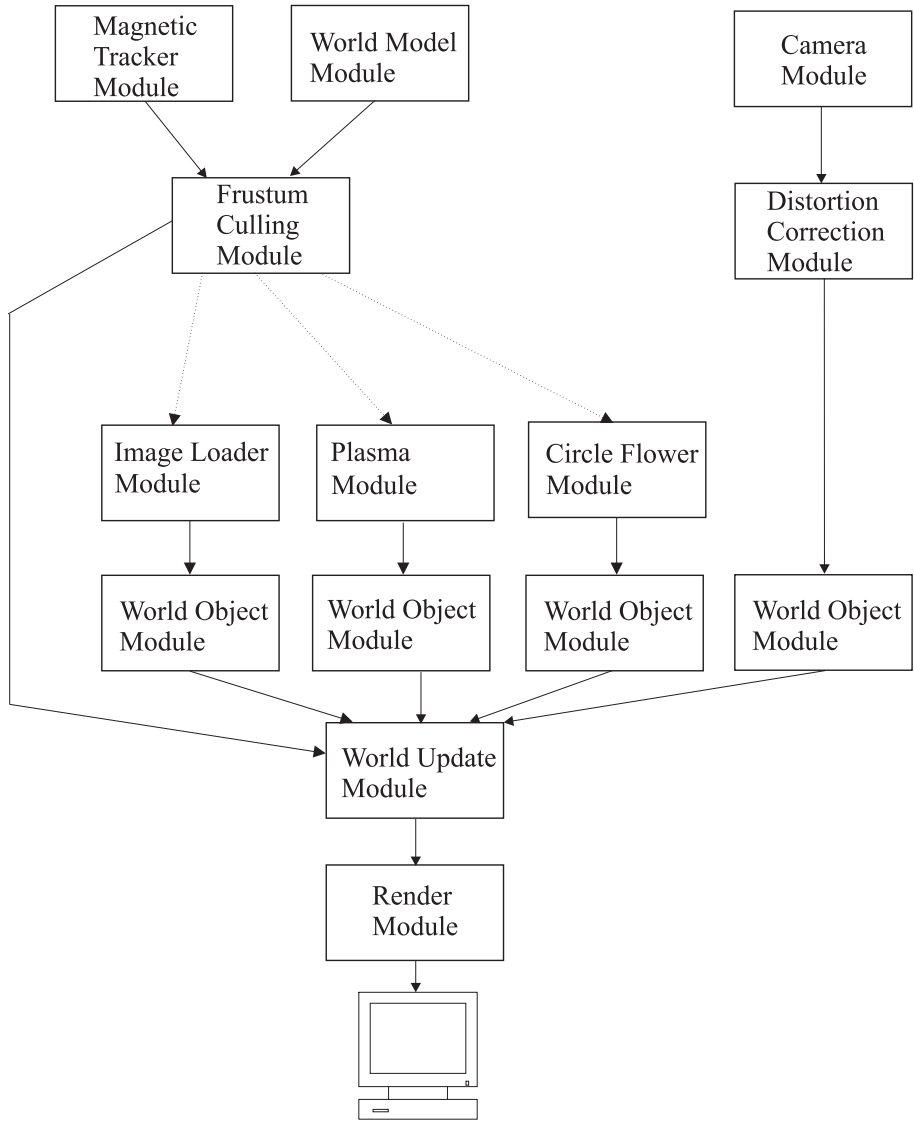 Magnetic
Tracker
Module
World Model
Module
Camera
Module
Frustum
Culling
Module
Distortion
Correction
Module
Image Loader
Module
Plasma
Module
Circle Flower
Module
World Object
Module
World Object
Module
World Object
Module
World Object
Module
World Update
Module
Render
Module